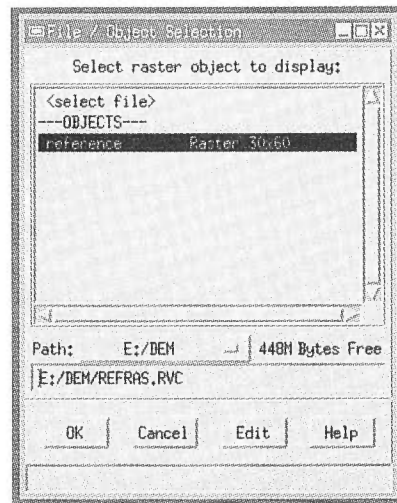 File / Object Selection
Select raster object to display:
<select file>
---OBJECTS---
reference Raster 30x60
Path: E:/DEM 448M Bytes Free
E:/DEM/REFRAS.RVC
OK Cancel Edit Help